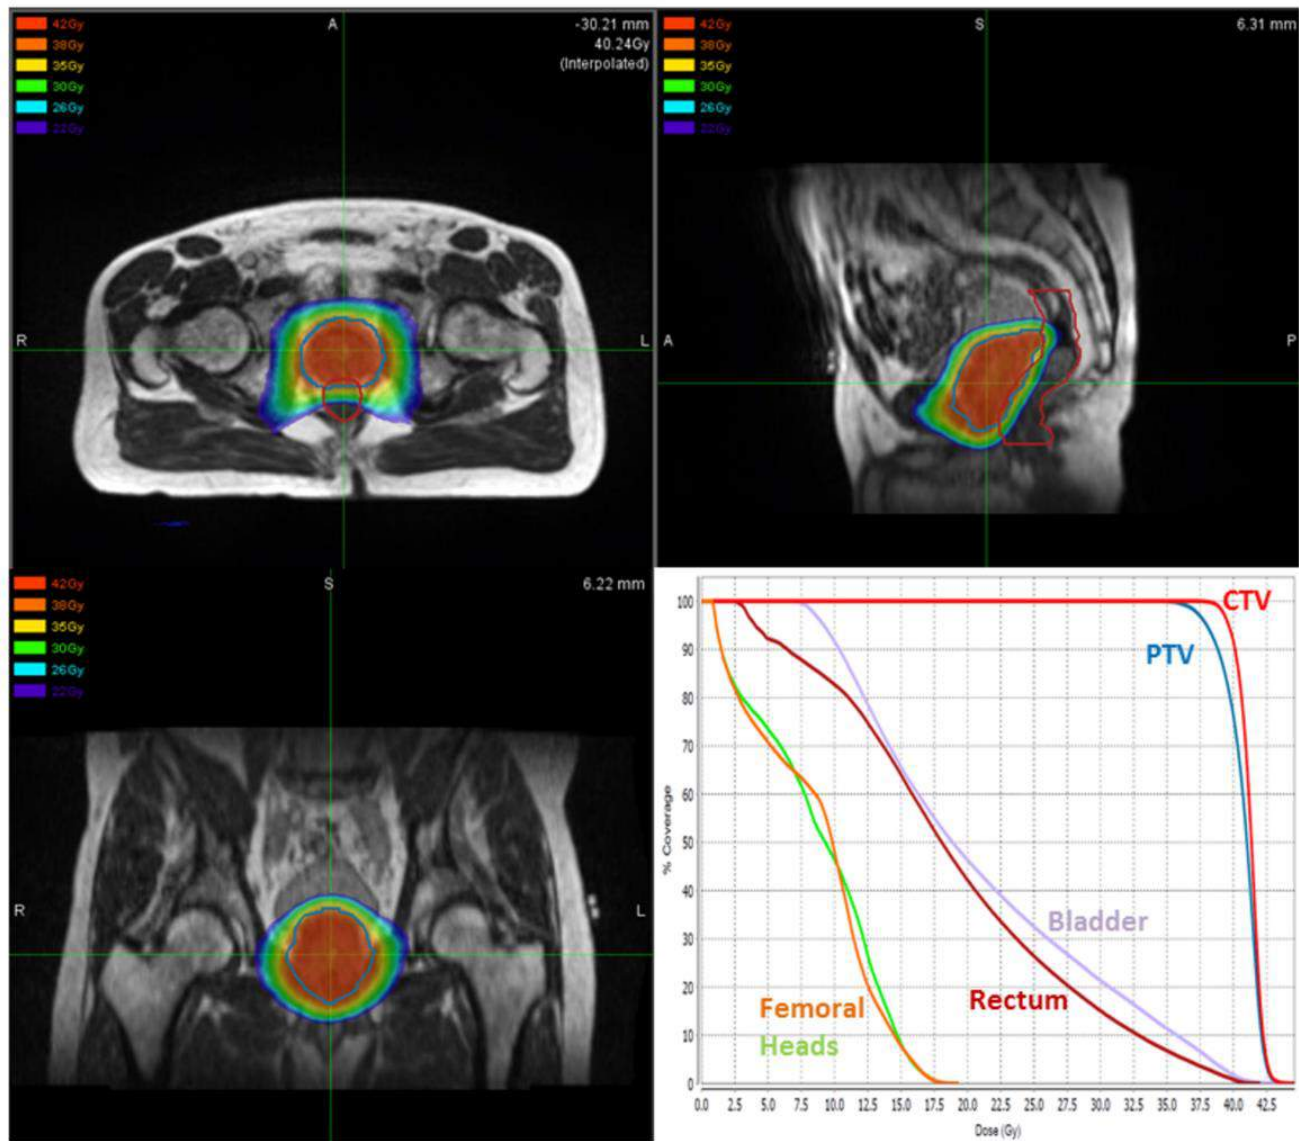 42Gy
38Gy
35Gy
30Gy
26Gy
22Gy
A
-30.21 mm
40.24Gy
(Interpolated)
R
L
42Gy
38Gy
35Gy
30Gy
26Gy
22Gy
S
6.31 mm
A
P
42Gy
38Gy
35Gy
30Gy
26Gy
22Gy
S
6.22 mm
R
L
100
90
80
70
60
50
40
30
20
10
0
% Coverage
CTV
PTV
Bladder
Rectum
Femoral
Heads
0.0 2.5 5.0 7.5 10.0 12.5 15.0 17.5 20.0 22.5 25.0 27.5 30.0 32.5 35.0 37.5 40.0 42.5
Dose (Gy)